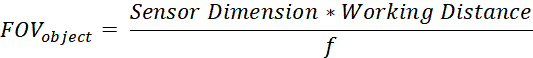 FOV_object = (Sensor Dimension * Working Distance) / f